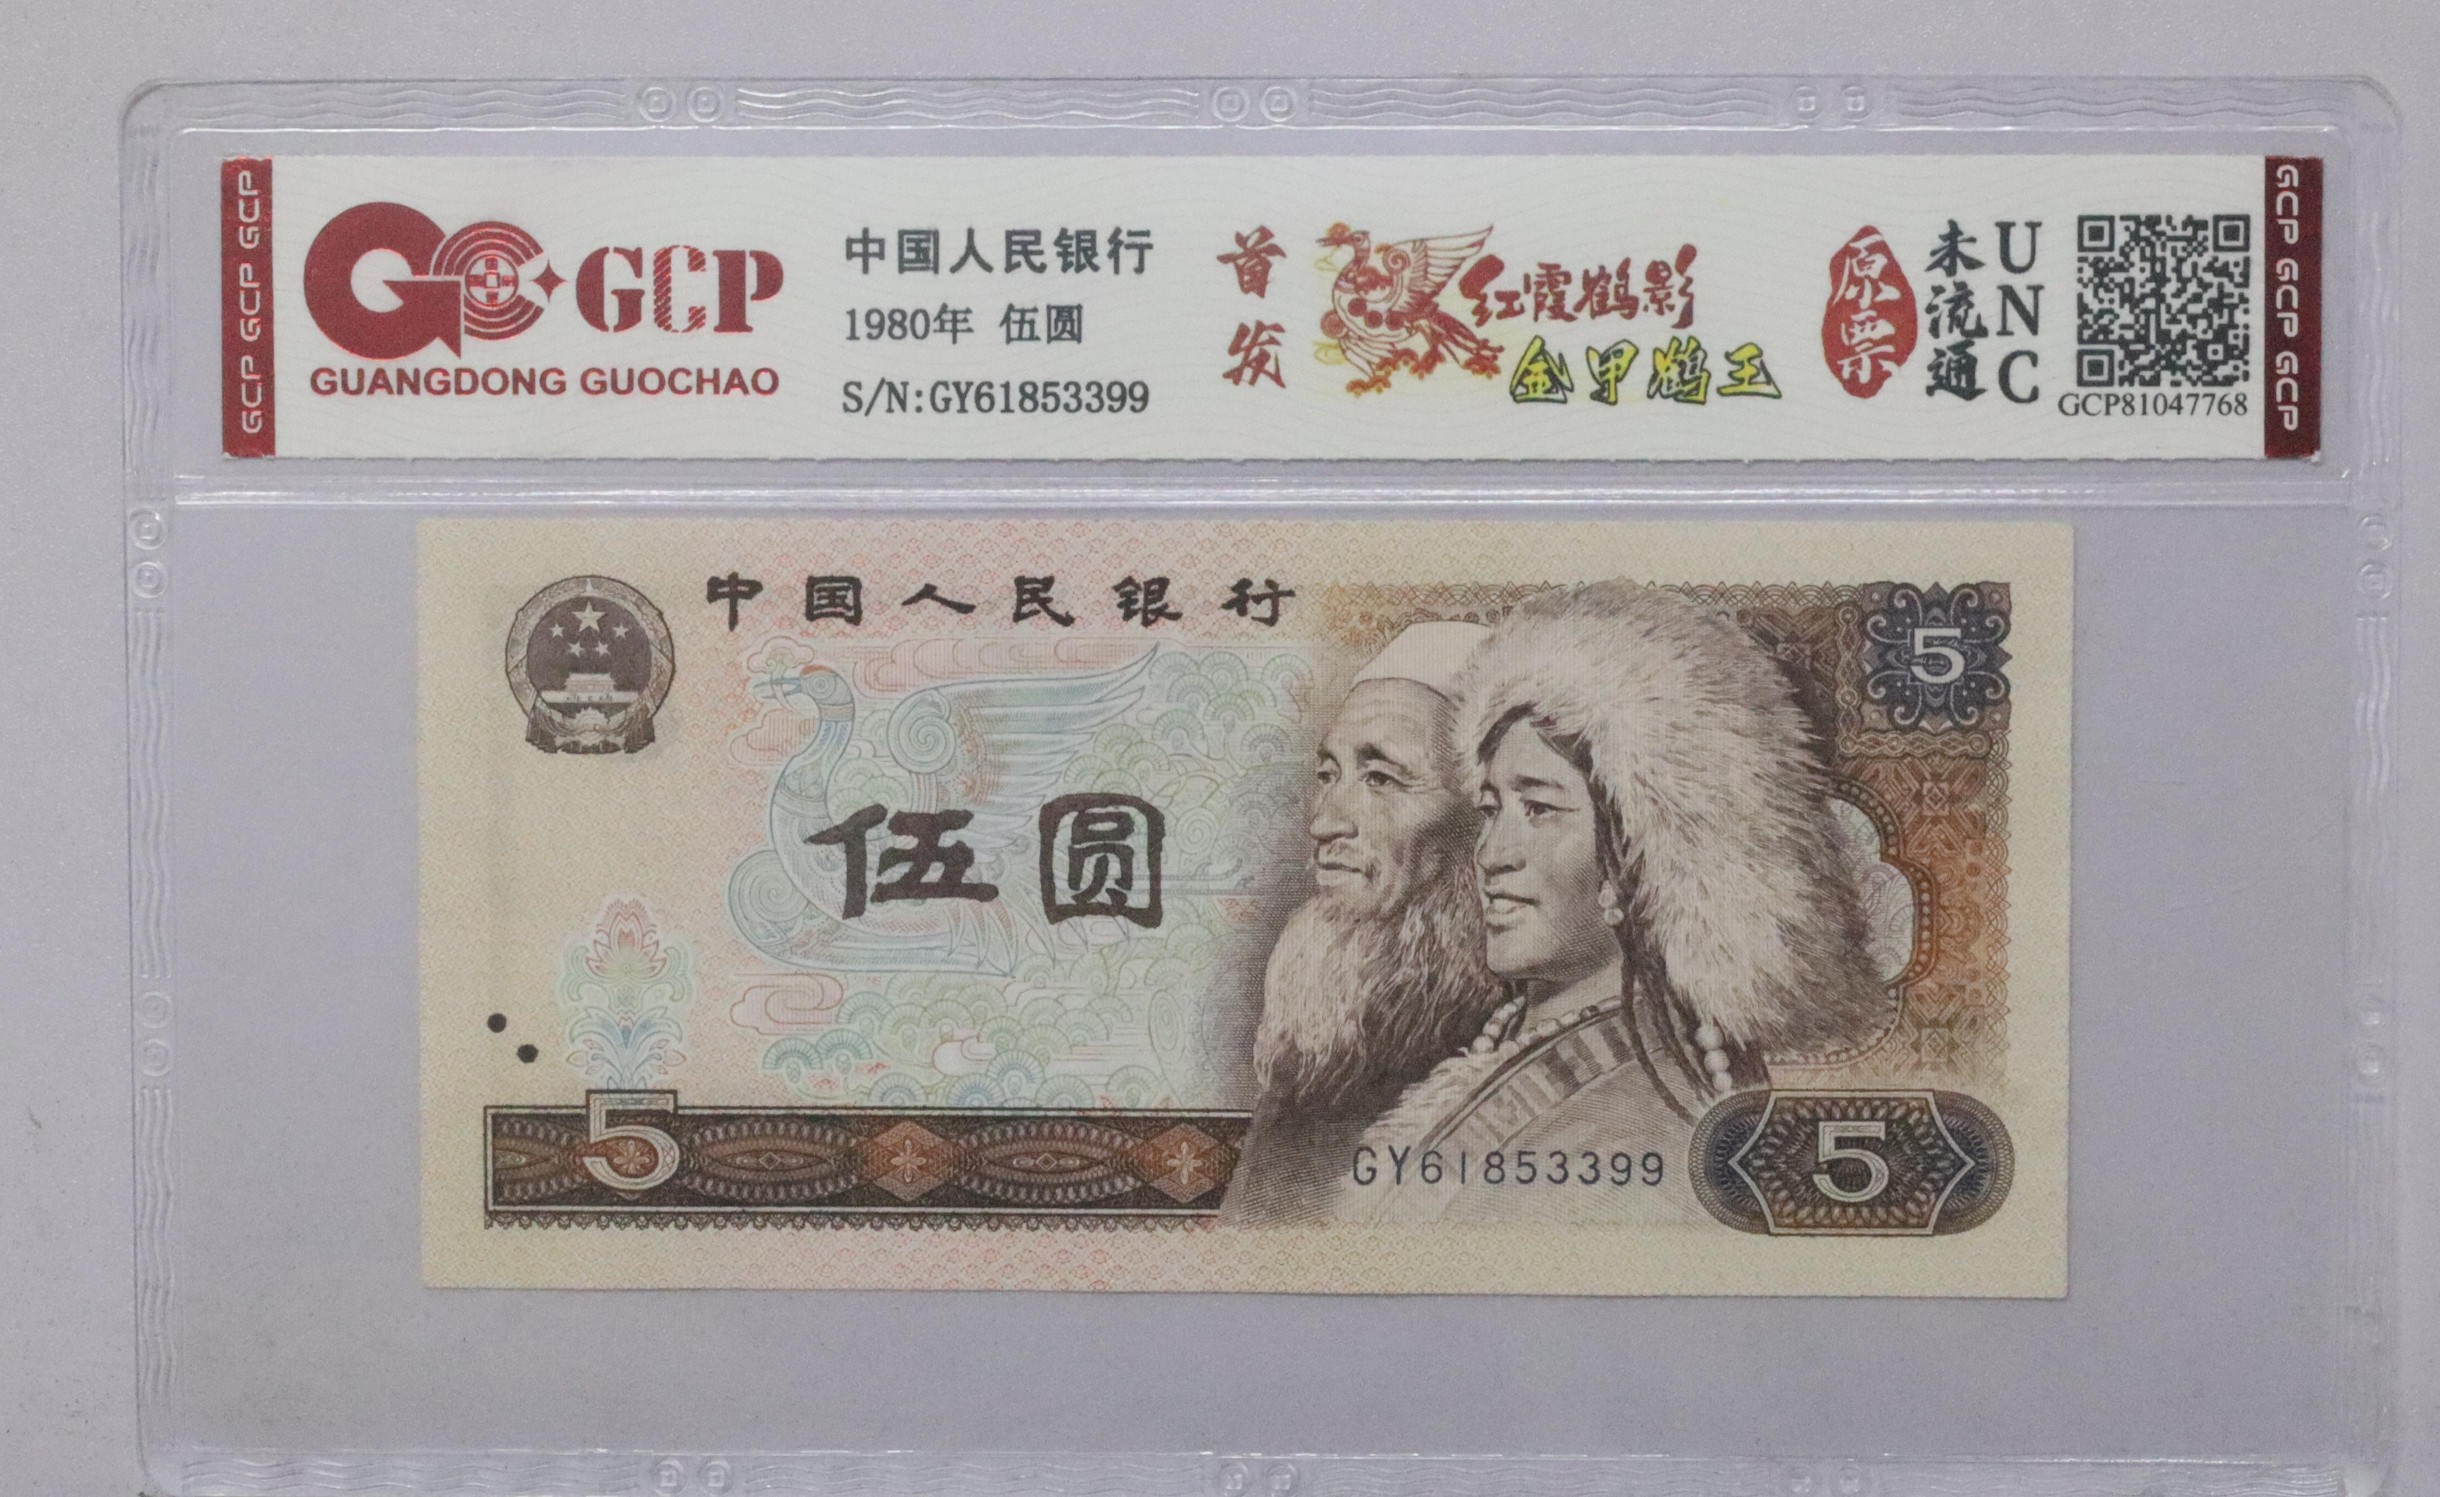 GCP GCP GCP
GCP
GUANGDONG GUOCHAO
中国人民银行
1980年 伍圆
S/N:GY61853399
首发
红霞鹤影
金甲鹤王
原票
未流通
UNC
GCP81047768
GCP GCP GCP
中国人民银行
5
伍圆
5
GY61853399
5